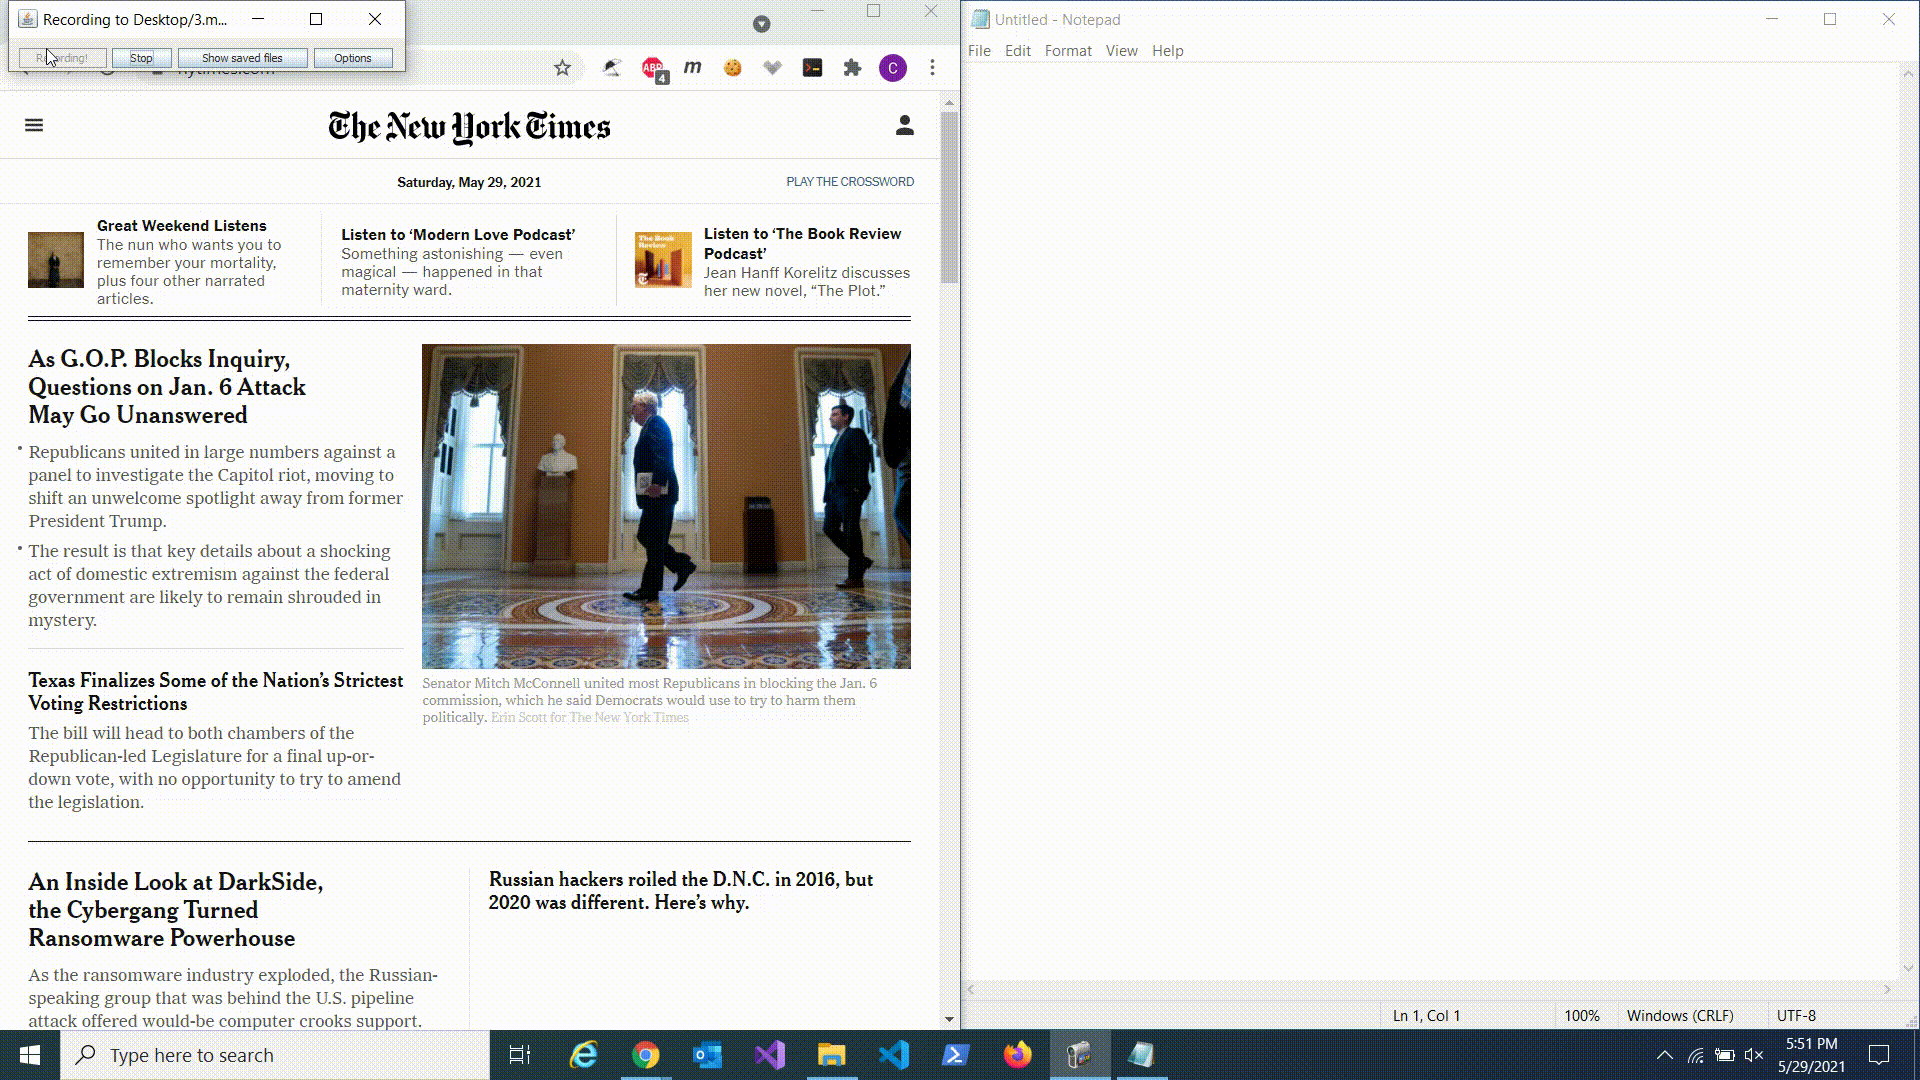 Recording to Desktop/3.m...
Stop
Show saved files
Options
ABP
4
m
C
The New York Times
Saturday, May 29, 2021
PLAY THE CROSSWORD
Great Weekend Listens
The nun who wants you to
remember your mortality,
plus four other narrated
articles.
Listen to ‘Modern Love Podcast’
Something astonishing — even
magical — happened in that
maternity ward.
The Book
Review
Listen to ‘The Book Review
Podcast’
Jean Hanff Korelitz discusses
her new novel, “The Plot.”
As G.O.P. Blocks Inquiry,
Questions on Jan. 6 Attack
May Go Unanswered
• Republicans united in large numbers against a
panel to investigate the Capitol riot, moving to
shift an unwelcome spotlight away from former
President Trump.
• The result is that key details about a shocking
act of domestic extremism against the federal
government are likely to remain shrouded in
mystery.
Texas Finalizes Some of the Nation’s Strictest
Voting Restrictions
The bill will head to both chambers of the
Republican-led Legislature for a final up-or-
down vote, with no opportunity to try to amend
the legislation.
Senator Mitch McConnell united most Republicans in blocking the Jan. 6
commission, which he said Democrats would use to try to harm them
politically. Erin Scott for The New York Times
An Inside Look at DarkSide,
the Cybergang Turned
Ransomware Powerhouse
As the ransomware industry exploded, the Russian-
speaking group that was behind the U.S. pipeline
attack offered would-be computer crooks support.
Russian hackers roiled the D.N.C. in 2016, but
2020 was different. Here’s why.
Untitled - Notepad
File Edit Format View Help
Ln 1, Col 1 100% Windows (CRLF) UTF-8
Type here to search
5:51 PM
5/29/2021